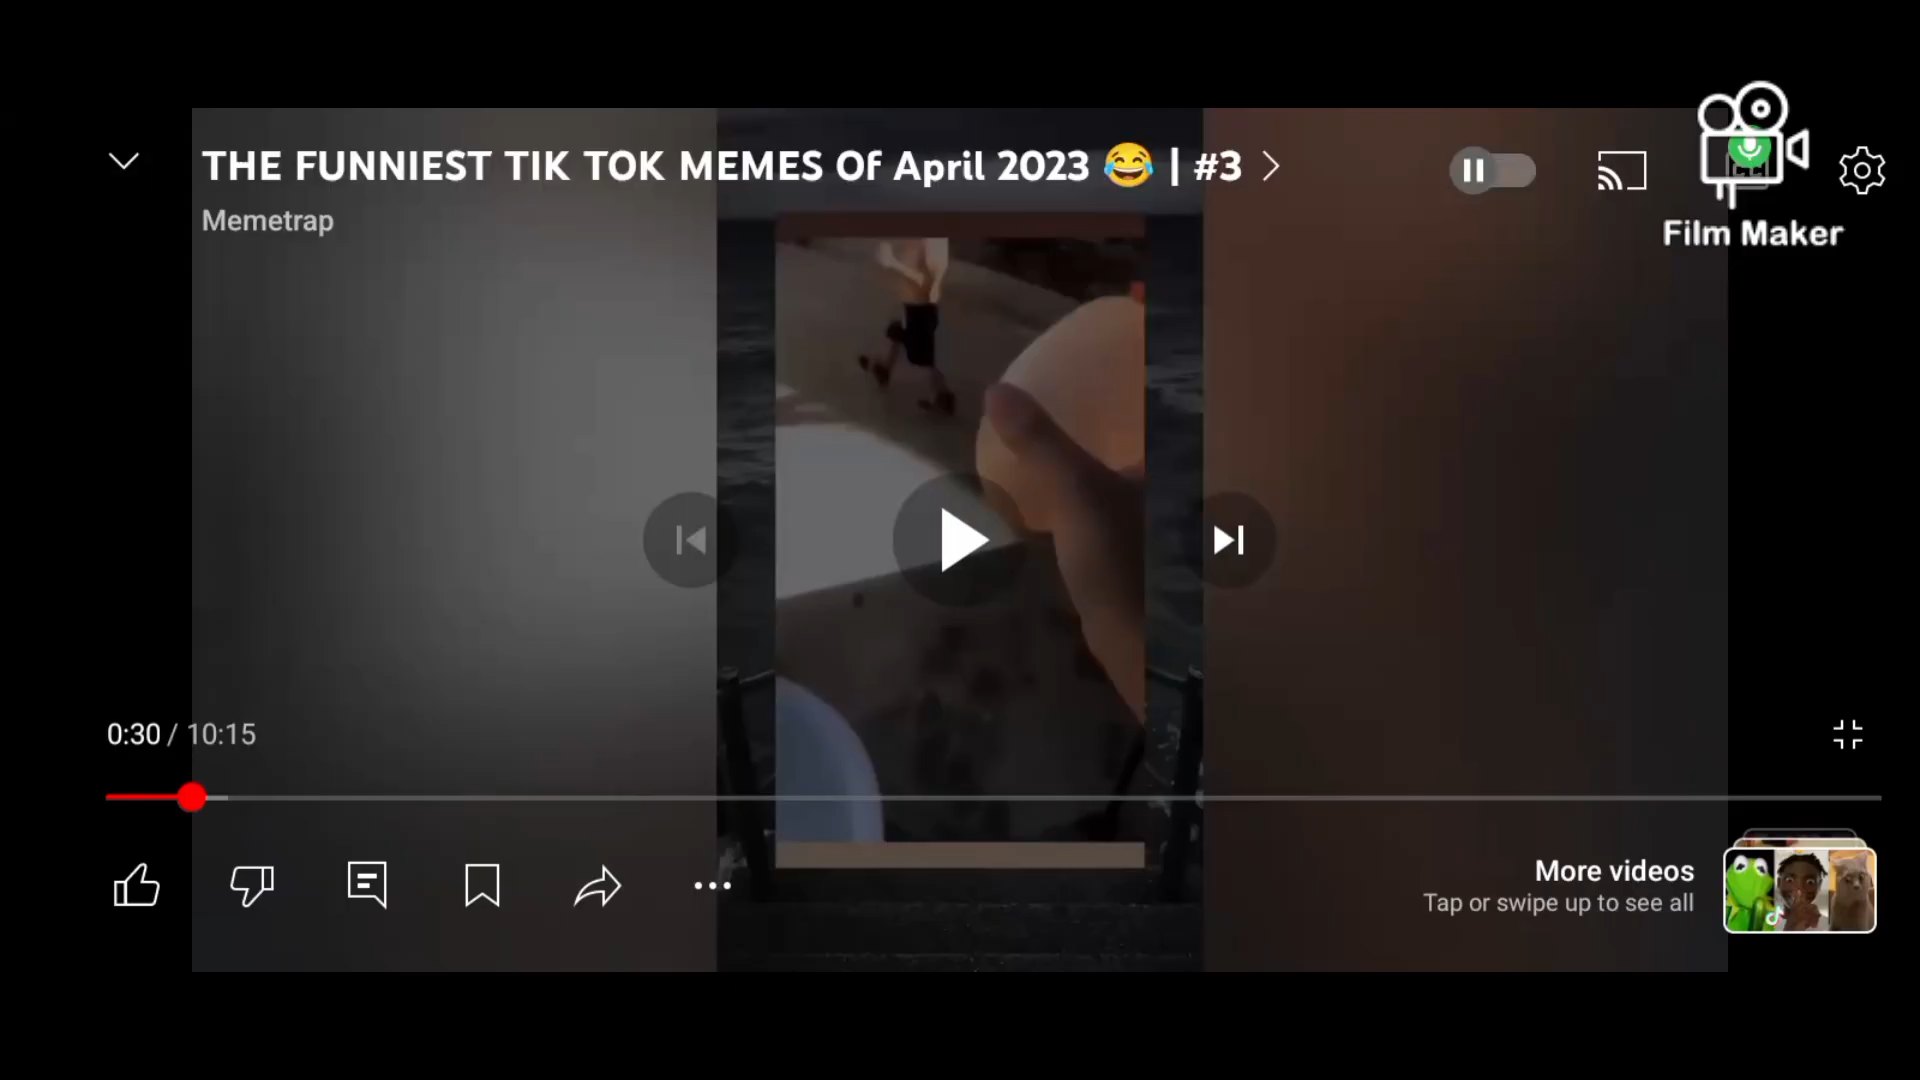 THE FUNNIEST TIK TOK MEMES Of April 2023 😂 | #3
Memetrap
Film Maker
0:30 / 10:15
More videos
Tap or swipe up to see all